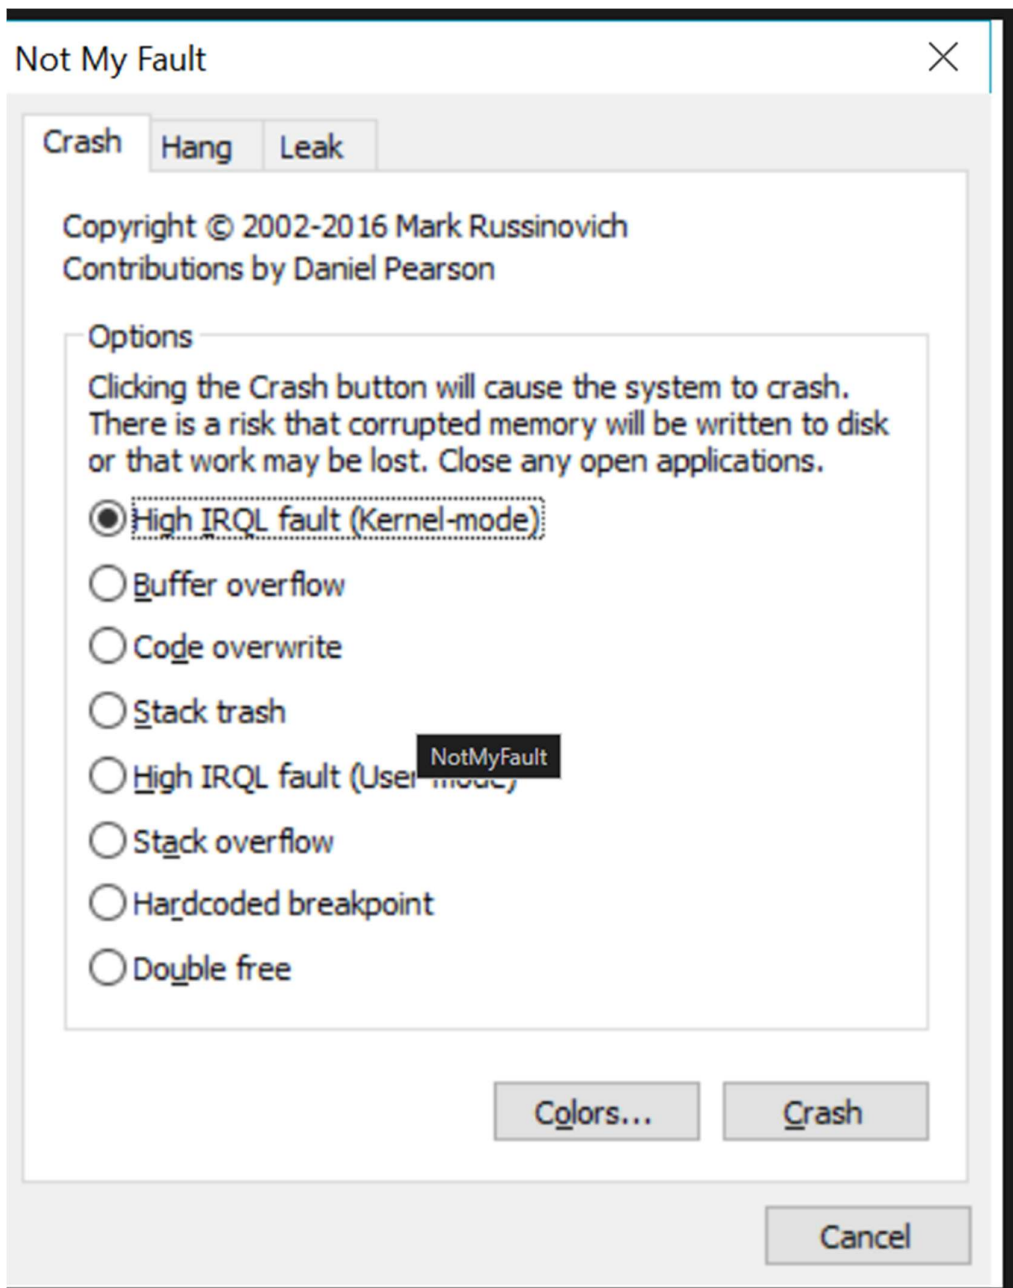 Not My Fault
Crash Hang Leak
Copyright © 2002-2016 Mark Russinovich
Contributions by Daniel Pearson
Options
Clicking the Crash button will cause the system to crash.
There is a risk that corrupted memory will be written to disk
or that work may be lost. Close any open applications.
High IRQL fault (Kernel-mode)
Buffer overflow
Code overwrite
Stack trash
NotMyFault
High IRQL fault (User-mode)
Stack overflow
Hardcoded breakpoint
Double free
Colors... Crash
Cancel